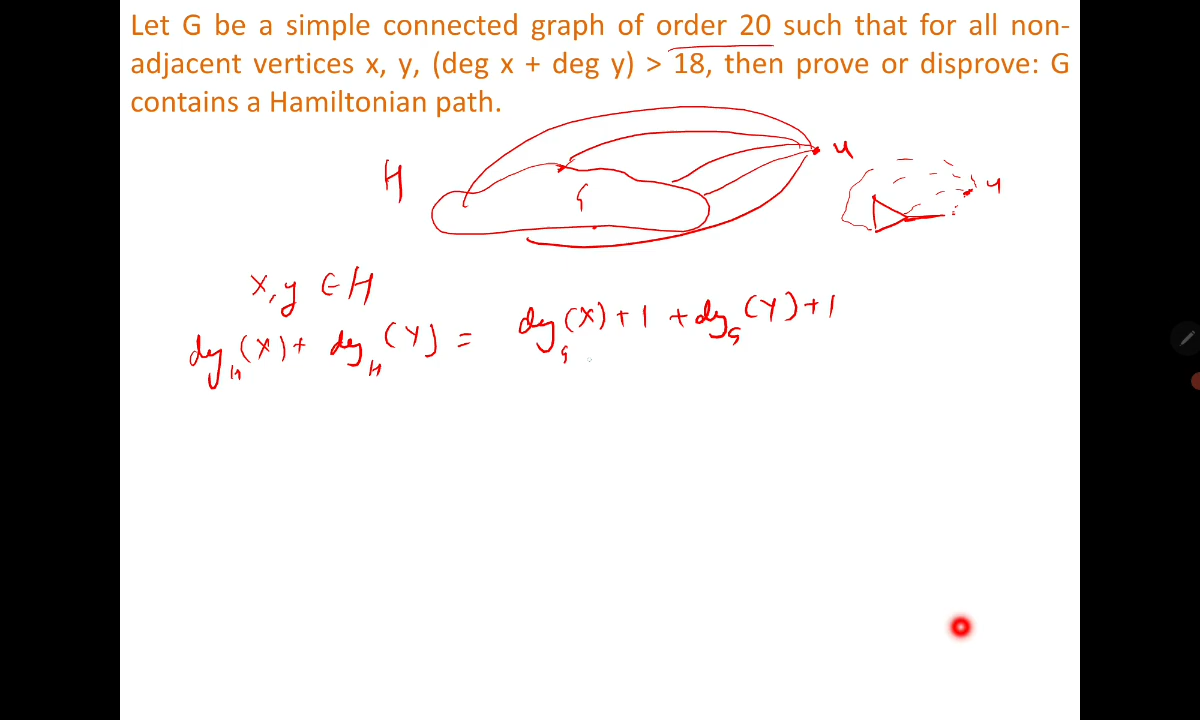 Let G be a simple connected graph of order 20 such that for all non-
adjacent vertices x, y, (deg x + deg y) > 18, then prove or disprove: G
contains a Hamiltonian path.
u
H
G
u
x, y ∈ H
deg_H (x) + deg_H (y) = deg_G (x) + 1 + deg_G (y) + 1